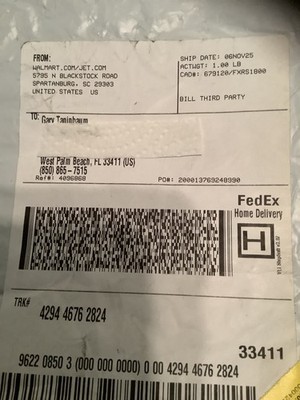 FROM:
WALMART.COM/JET.COM
5795 N BLACKSTOCK ROAD
SPARTANBURG, SC 29303
UNITED STATES US
SHIP DATE: 06NOV25
ACTWGT: 1.00 LB
CAD#: 679120/FXRS1800
BILL THIRD PARTY
TO: Gary
West Palm Beach, FL 33411 (US)
(850) 865-7515
Ref#: 4096860
PO#: 200013769248990
FedEx
Home Delivery
H
TRK#
4294 4676 2824
33411
9622 0850 3 (000 000 0000) 0 00 4294 4676 2824